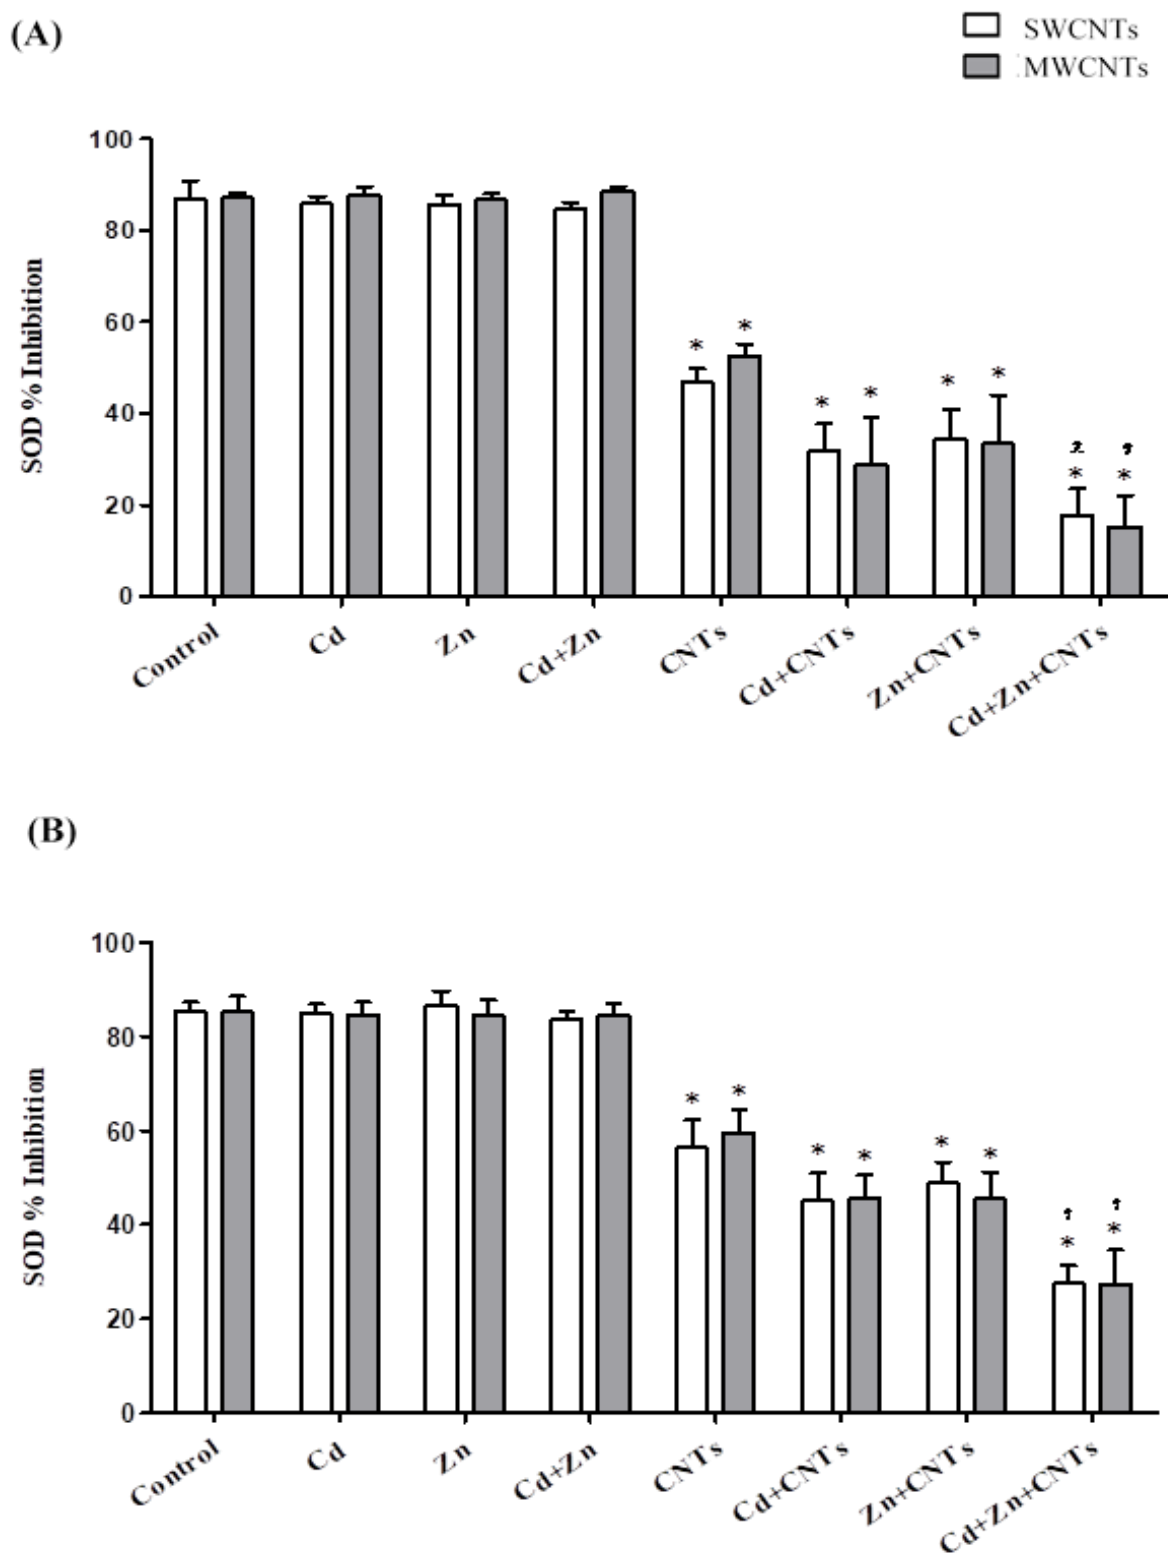 (A)
SWCNTs
MWCNTs
100
80
60
40
20
0
SOD % Inhibition
* * * * * *
* *
Control Cd Zn Cd+Zn CNTs Cd+CNTs Zn+CNTs Cd+Zn+CNTs
(B)
100
80
60
40
20
0
SOD % Inhibition
* * * * * *
* *
Control Cd Zn Cd+Zn CNTs Cd+CNTs Zn+CNTs Cd+Zn+CNTs